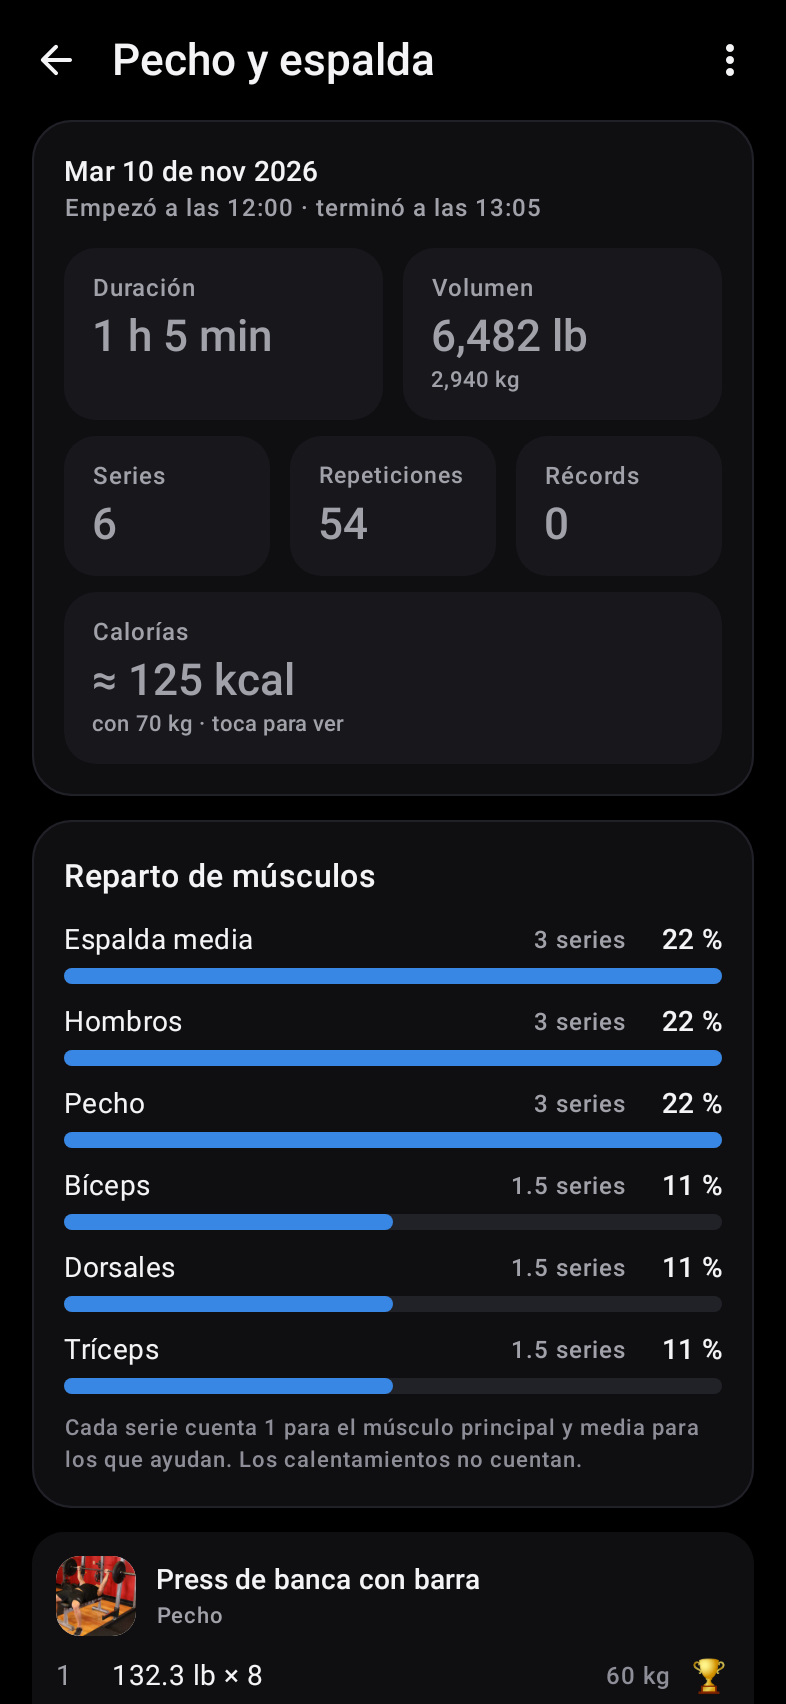 Pecho y espalda
Mar 10 de nov 2026
Empezó a las 12:00 · terminó a las 13:05
Duración
1 h 5 min
Volumen
6,482 lb
2,940 kg
Series
6
Repeticiones
54
Récords
0
Calorías
≈ 125 kcal
con 70 kg · toca para ver
Reparto de músculos
Espalda media 3 series 22 %
Hombros 3 series 22 %
Pecho 3 series 22 %
Bíceps 1.5 series 11 %
Dorsales 1.5 series 11 %
Tríceps 1.5 series 11 %
Cada serie cuenta 1 para el músculo principal y media para
los que ayudan. Los calentamientos no cuentan.
Press de banca con barra
Pecho
1 132.3 lb × 8 60 kg 🏆